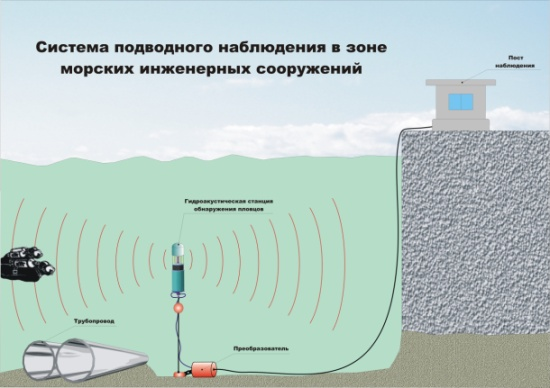 Система подводного наблюдения в зоне
морских инженерных сооружений
Пост
наблюдения
Гидроакустическая станция
обнаружения пловцов
Трубопровод
Преобразователь